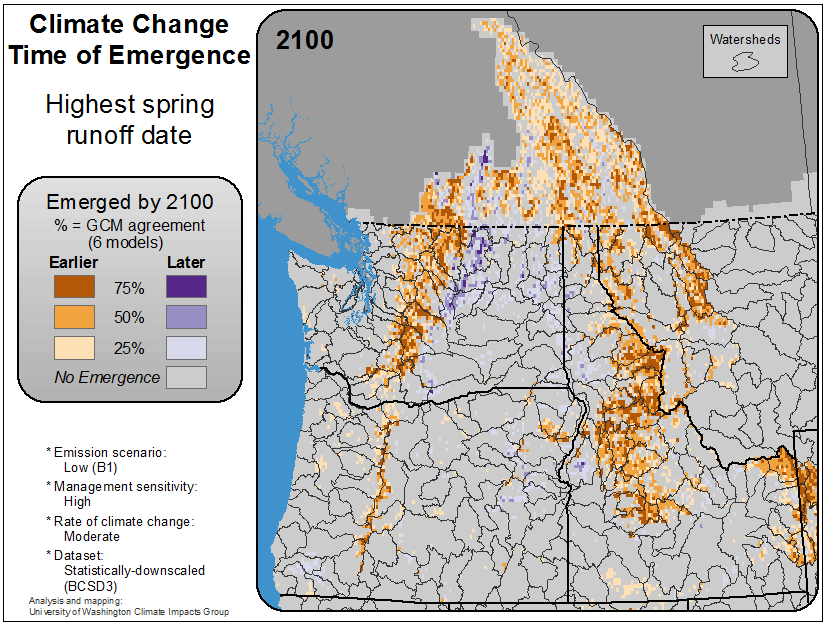 Climate Change
Time of Emergence
Highest spring
runoff date
Emerged by 2100
% = GCM agreement
(6 models)
Earlier Later
75%
50%
25%
No Emergence
* Emission scenario:
Low (B1)
* Management sensitivity:
High
* Rate of climate change:
Moderate
* Dataset:
Statistically-downscaled
(BCSD3)
Analysis and mapping:
University of Washington Climate Impacts Group
2100
Watersheds